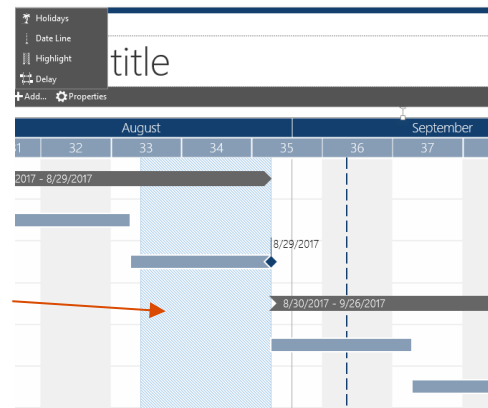 Holidays
Date Line
Highlight
Delay
title
Add... Properties
August September
31 32 33 34 35 36 37
2017 - 8/29/2017
8/29/2017
8/30/2017 - 9/26/2017